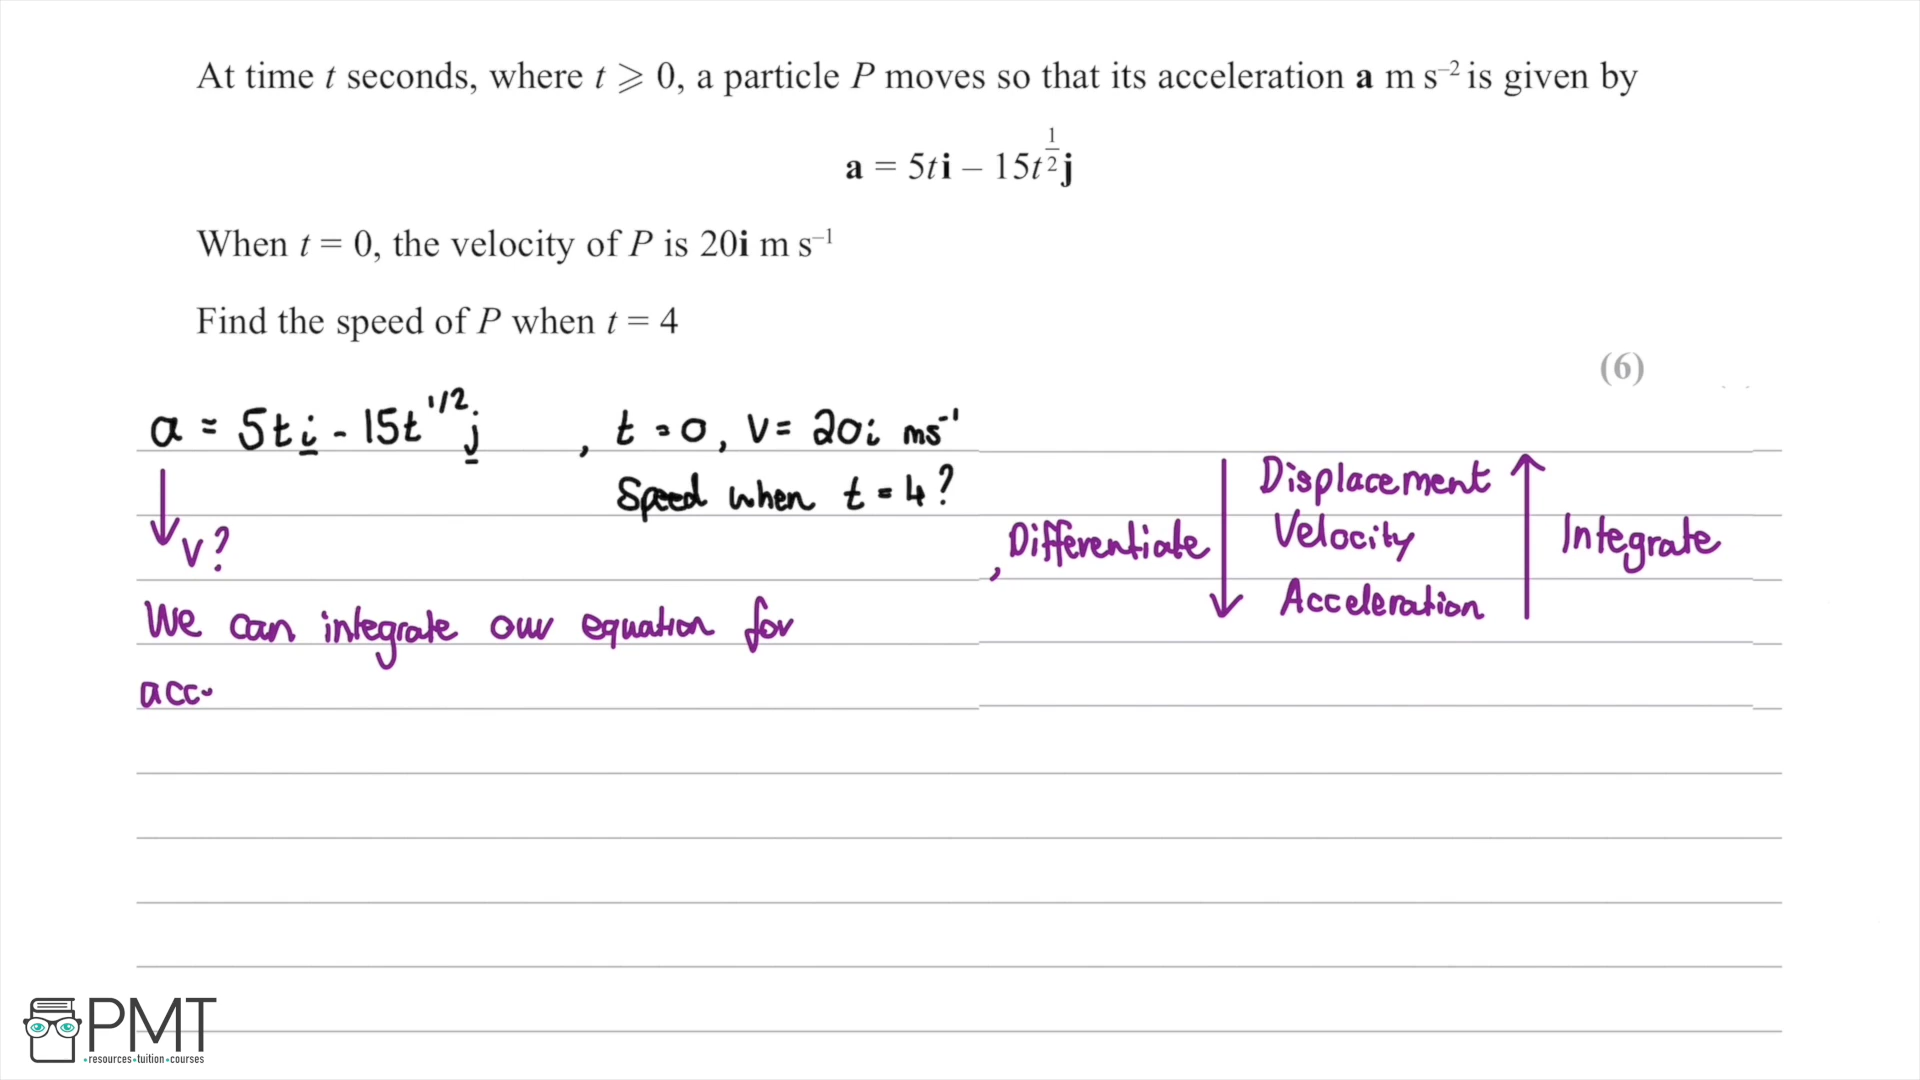 At time t seconds, where t ⩾ 0, a particle P moves so that its acceleration a m s⁻² is given by
a = 5ti – 15t^(1/2)j
When t = 0, the velocity of P is 20i m s⁻¹
Find the speed of P when t = 4
(6)
a = 5ti - 15t^(1/2)j , t = 0, v = 20i ms⁻¹
Speed when t = 4?
v?
We can integrate our equation for
acc.
, Differentiate
Displacement
Velocity
Acceleration
Integrate
PMT
resources•tuition•courses